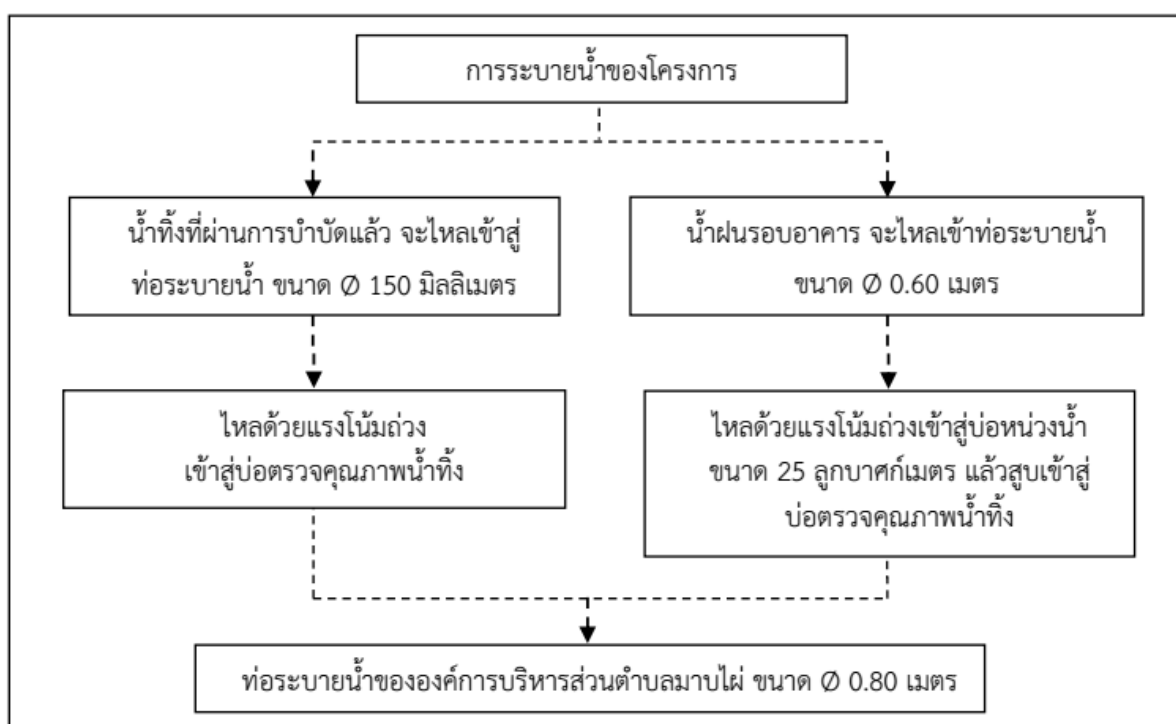 การระบายน้ำของโครงการ
น้ำทิ้งที่ผ่านการบำบัดแล้ว จะไหลเข้าสู่
ท่อระบายน้ำ ขนาด Ø 150 มิลลิเมตร
น้ำฝนรอบอาคาร จะไหลเข้าท่อระบายน้ำ
ขนาด Ø 0.60 เมตร
ไหลด้วยแรงโน้มถ่วง
เข้าสู่บ่อตรวจคุณภาพน้ำทิ้ง
ไหลด้วยแรงโน้มถ่วงเข้าสู่บ่อหน่วงน้ำ
ขนาด 25 ลูกบาศก์เมตร แล้วสูบเข้าสู่
บ่อตรวจคุณภาพน้ำทิ้ง
ท่อระบายน้ำขององค์การบริหารส่วนตำบลมาบไผ่ ขนาด Ø 0.80 เมตร